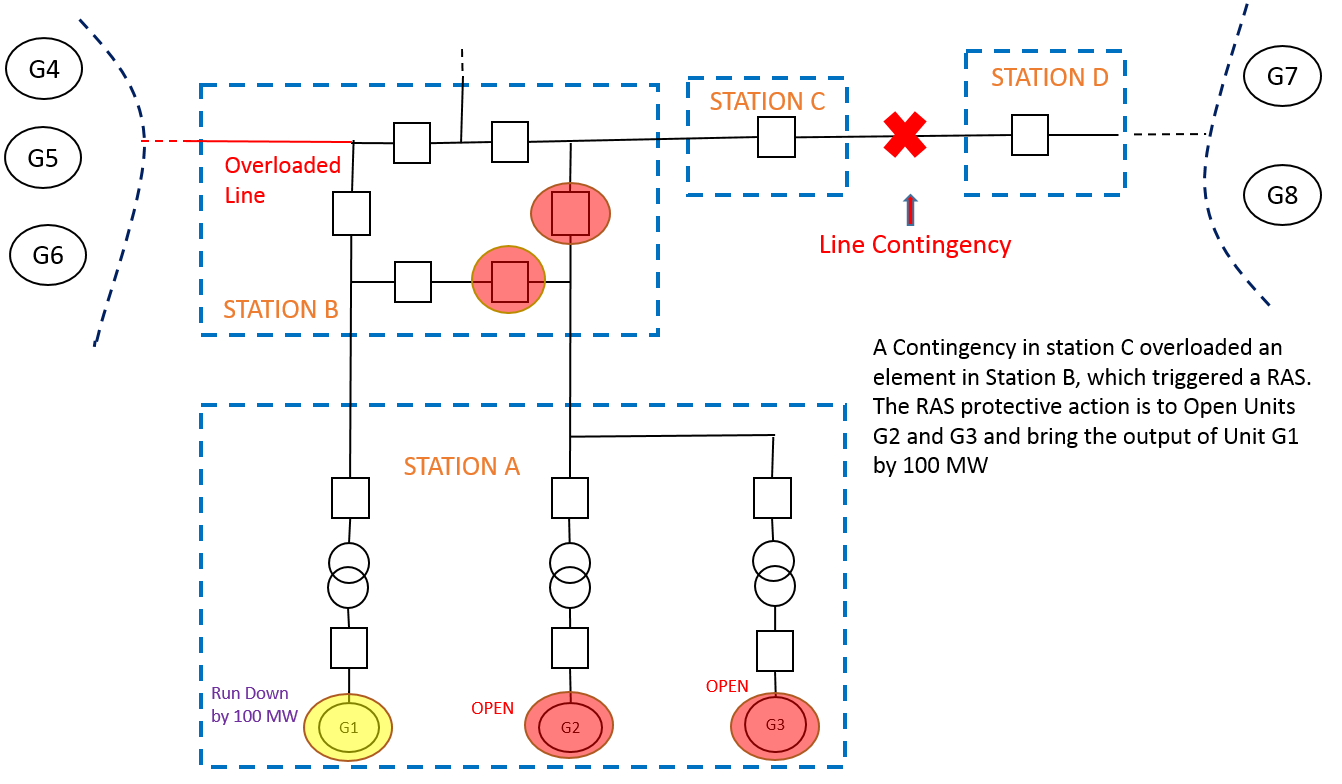 G4
G5
G6
STATION C
STATION D
G7
G8
Overloaded
Line
Line Contingency
STATION B
A Contingency in station C overloaded an
element in Station B, which triggered a RAS.
The RAS protective action is to Open Units
G2 and G3 and bring the output of Unit G1
by 100 MW
STATION A
Run Down
by 100 MW
OPEN
OPEN
G1
G2
G3